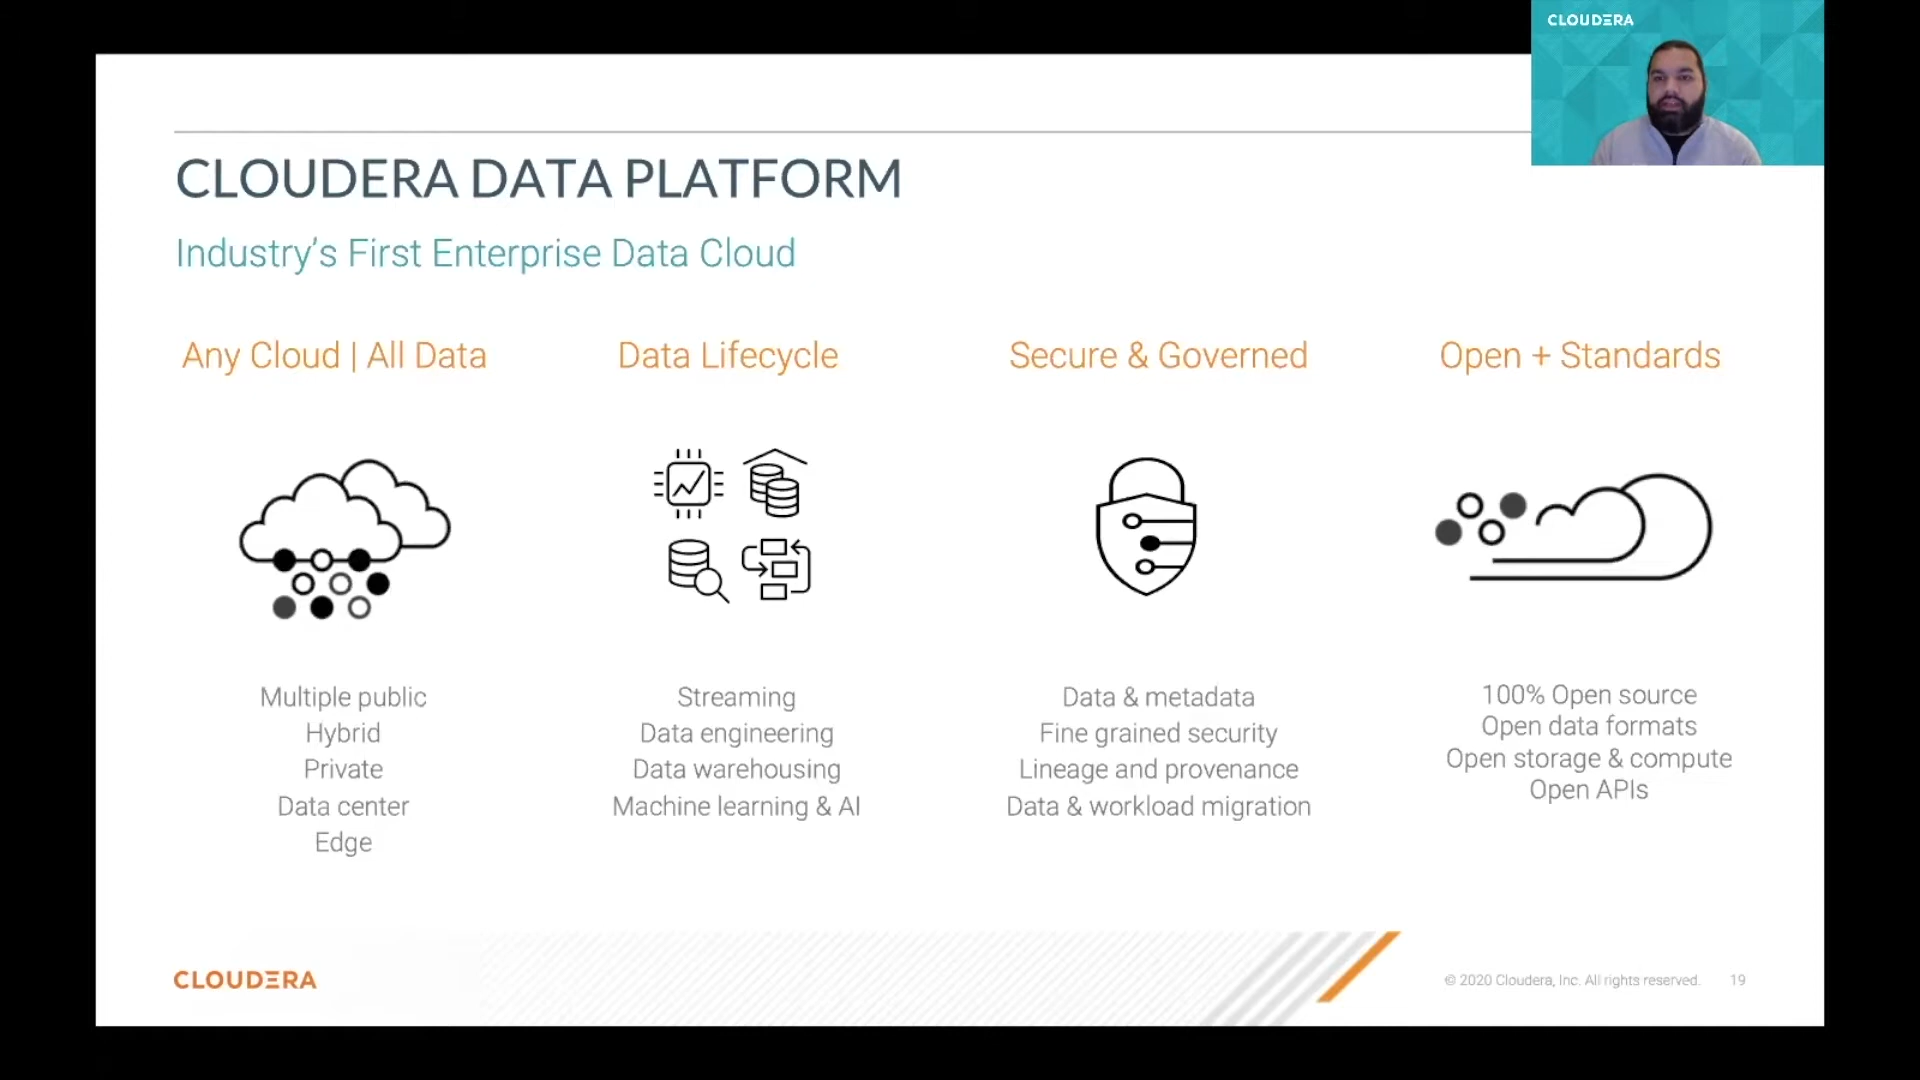 CLOUDERA
CLOUDERA DATA PLATFORM
Industry's First Enterprise Data Cloud
Any Cloud | All Data
Multiple public
Hybrid
Private
Data center
Edge
Data Lifecycle
Streaming
Data engineering
Data warehousing
Machine learning & AI
Secure & Governed
Data & metadata
Fine grained security
Lineage and provenance
Data & workload migration
Open + Standards
100% Open source
Open data formats
Open storage & compute
Open APIs
CLOUDERA
© 2020 Cloudera, Inc. All rights reserved. 19